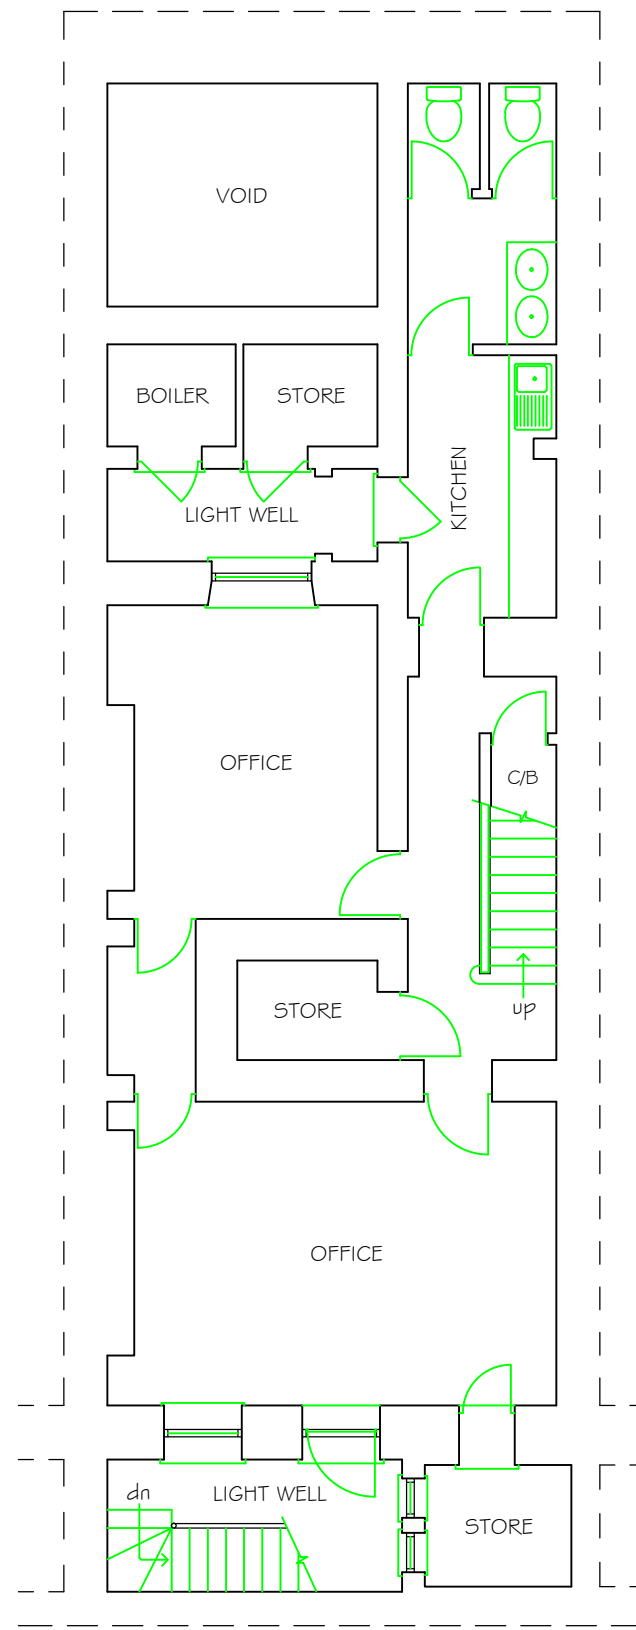 VOID
BOILER
STORE
LIGHT WELL
KITCHEN
OFFICE
C/B
STORE
up
OFFICE
dn
LIGHT WELL
STORE